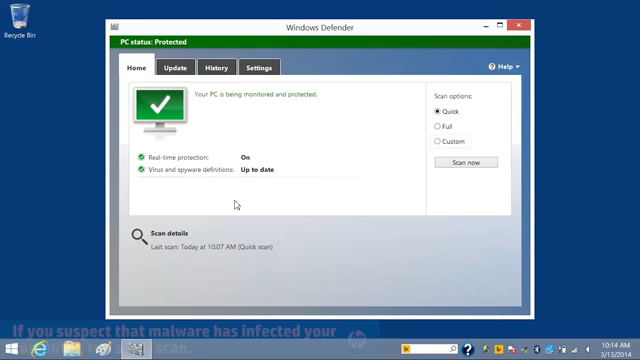 Recycle Bin
Windows Defender
PC status: Protected
Home
Update
History
Settings
Help
Your PC is being monitored and protected.
Real-time protection: On
Virus and spyware definitions: Up to date
Scan options:
Quick
Full
Custom
Scan now
Scan details
Last scan: Today at 10:07 AM (Quick scan)
If you suspect that malware has infected your
scan.
10:14 AM
3/13/2014